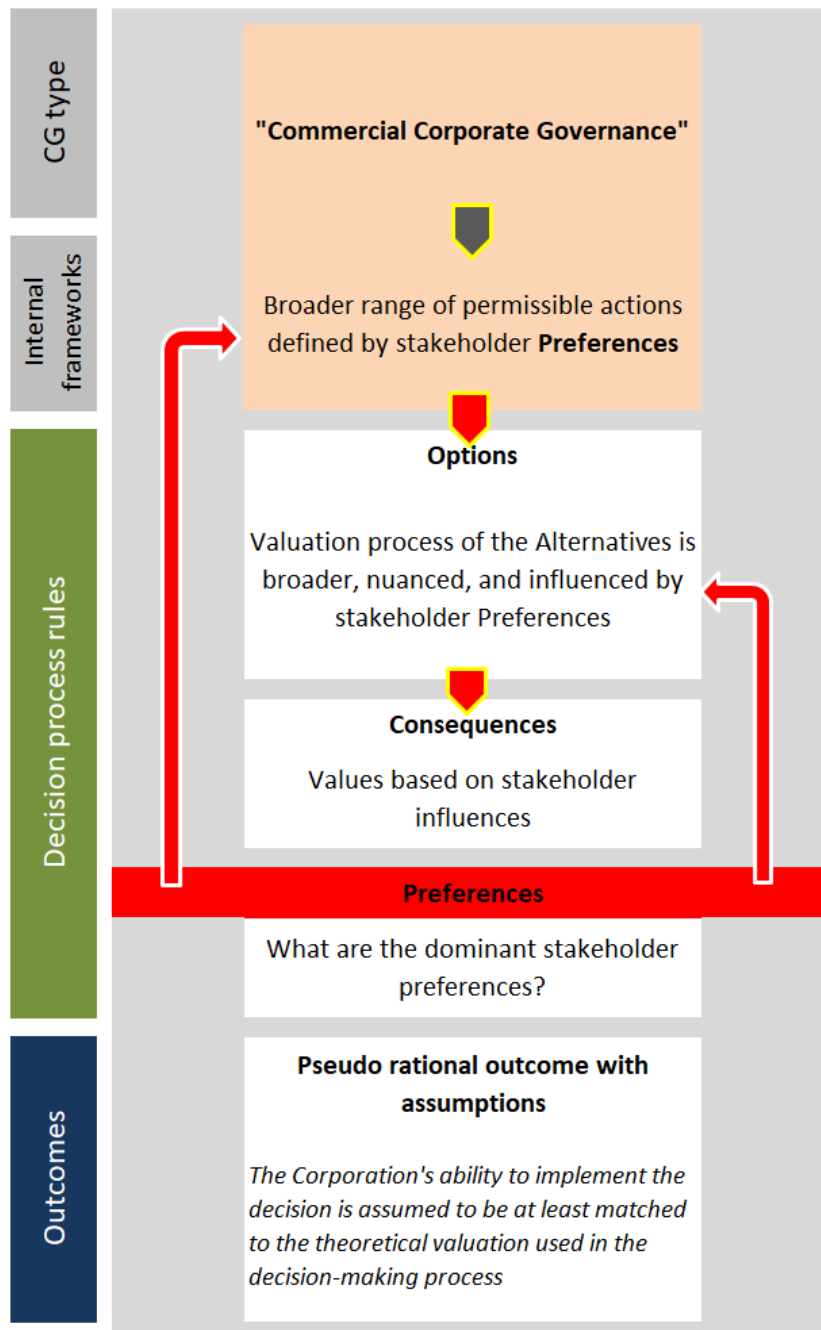 CG type
"Commercial Corporate Governance"
Internal
frameworks
Broader range of permissible actions
defined by stakeholder Preferences
Decision process rules
Options
Valuation process of the Alternatives is
broader, nuanced, and influenced by
stakeholder Preferences
Consequences
Values based on stakeholder
influences
Preferences
What are the dominant stakeholder
preferences?
Outcomes
Pseudo rational outcome with
assumptions
The Corporation's ability to implement the
decision is assumed to be at least matched
to the theoretical valuation used in the
decision-making process